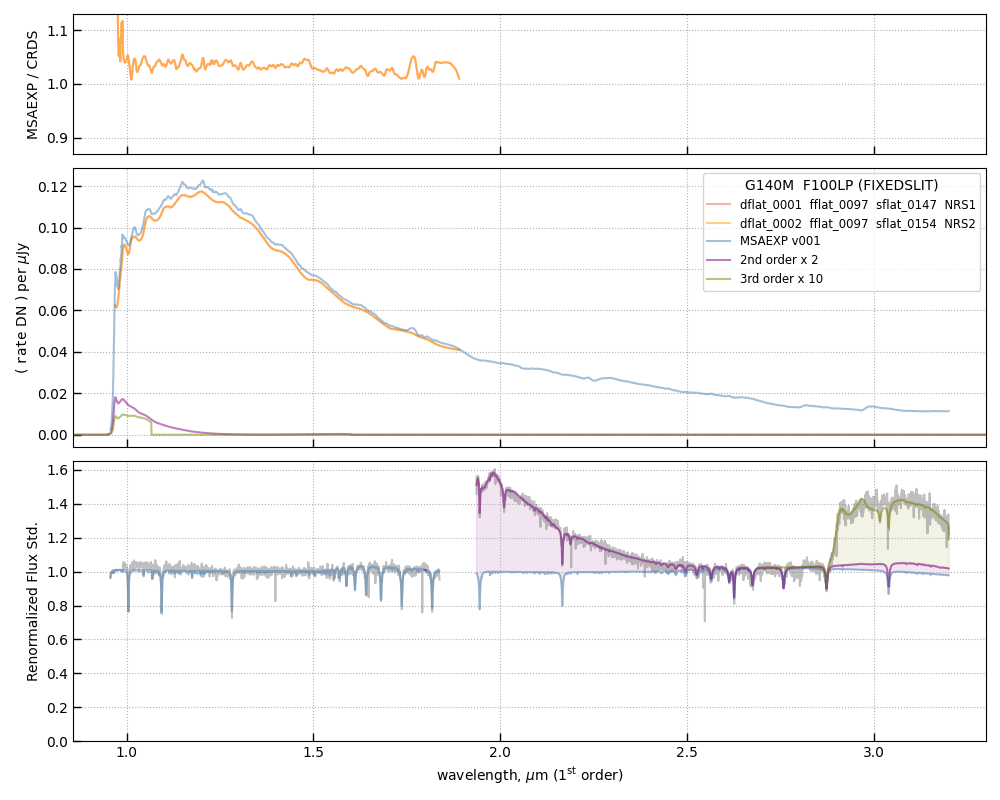 MSAEXP / CRDS
1.1
1.0
0.9
( rate DN ) per μJy
0.12
0.10
0.08
0.06
0.04
0.02
0.00
G140M  F100LP (FIXEDSLIT)
dflat_0001  fflat_0097  sflat_0147  NRS1
dflat_0002  fflat_0097  sflat_0154  NRS2
MSAEXP v001
2nd order x 2
3rd order x 10
Renormalized Flux Std.
1.6
1.4
1.2
1.0
0.8
0.6
0.4
0.2
0.0
1.0 1.5 2.0 2.5 3.0
wavelength, μm (1st order)